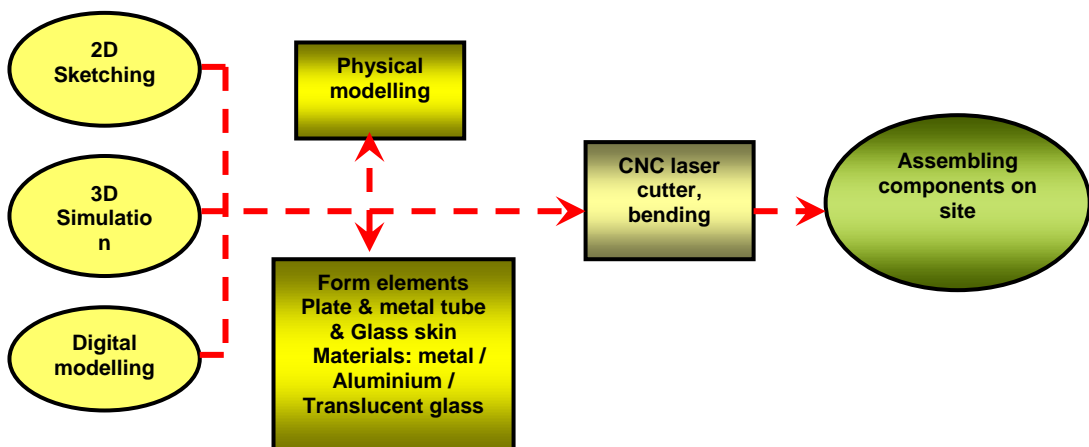 2D
Sketching
3D
Simulatio
n
Digital
modelling
Physical
modelling
Form elements
Plate & metal tube
& Glass skin
Materials: metal /
Aluminium /
Translucent glass
CNC laser
cutter,
bending
Assembling
components on
site